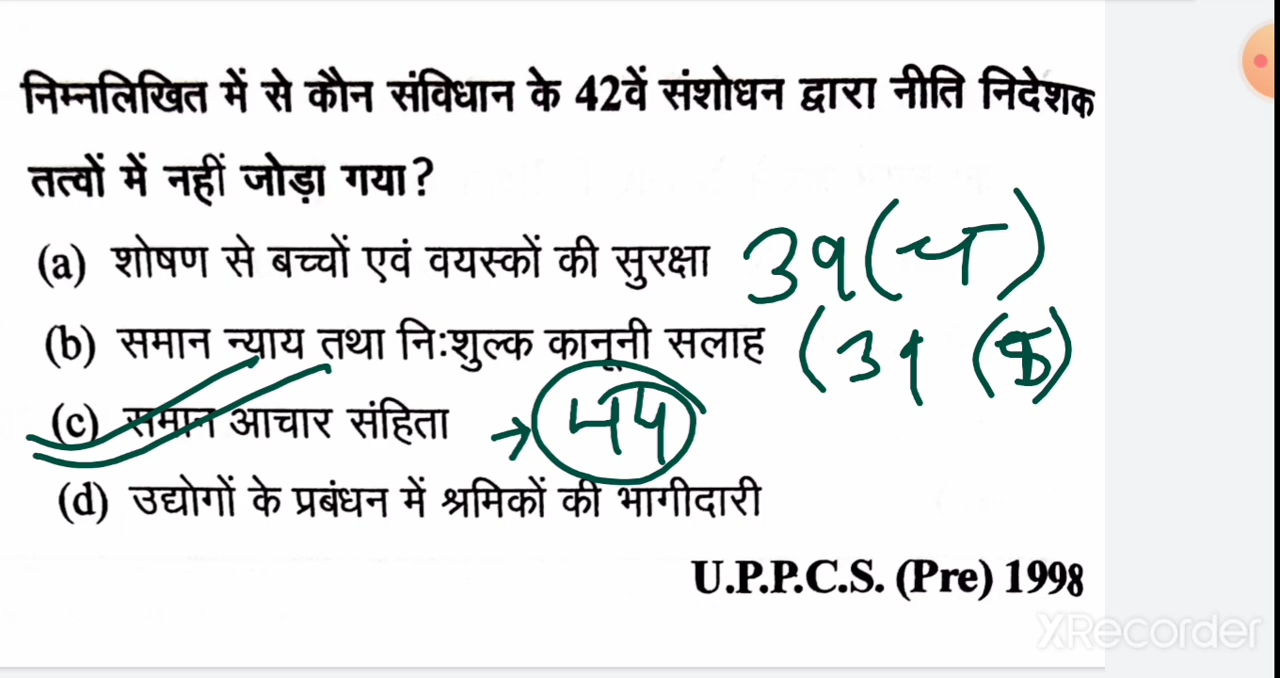 निम्नलिखित में से कौन संविधान के 42वें संशोधन द्वारा नीति निदेशक
तत्वों में नहीं जोड़ा गया?
(a) शोषण से बच्चों एवं वयस्कों की सुरक्षा 39(च)
(b) समान न्याय तथा नि:शुल्क कानूनी सलाह (39 (क)
(c) समान आचार संहिता → 44
(d) उद्योगों के प्रबंधन में श्रमिकों की भागीदारी
U.P.P.C.S. (Pre) 1998
XRecorder